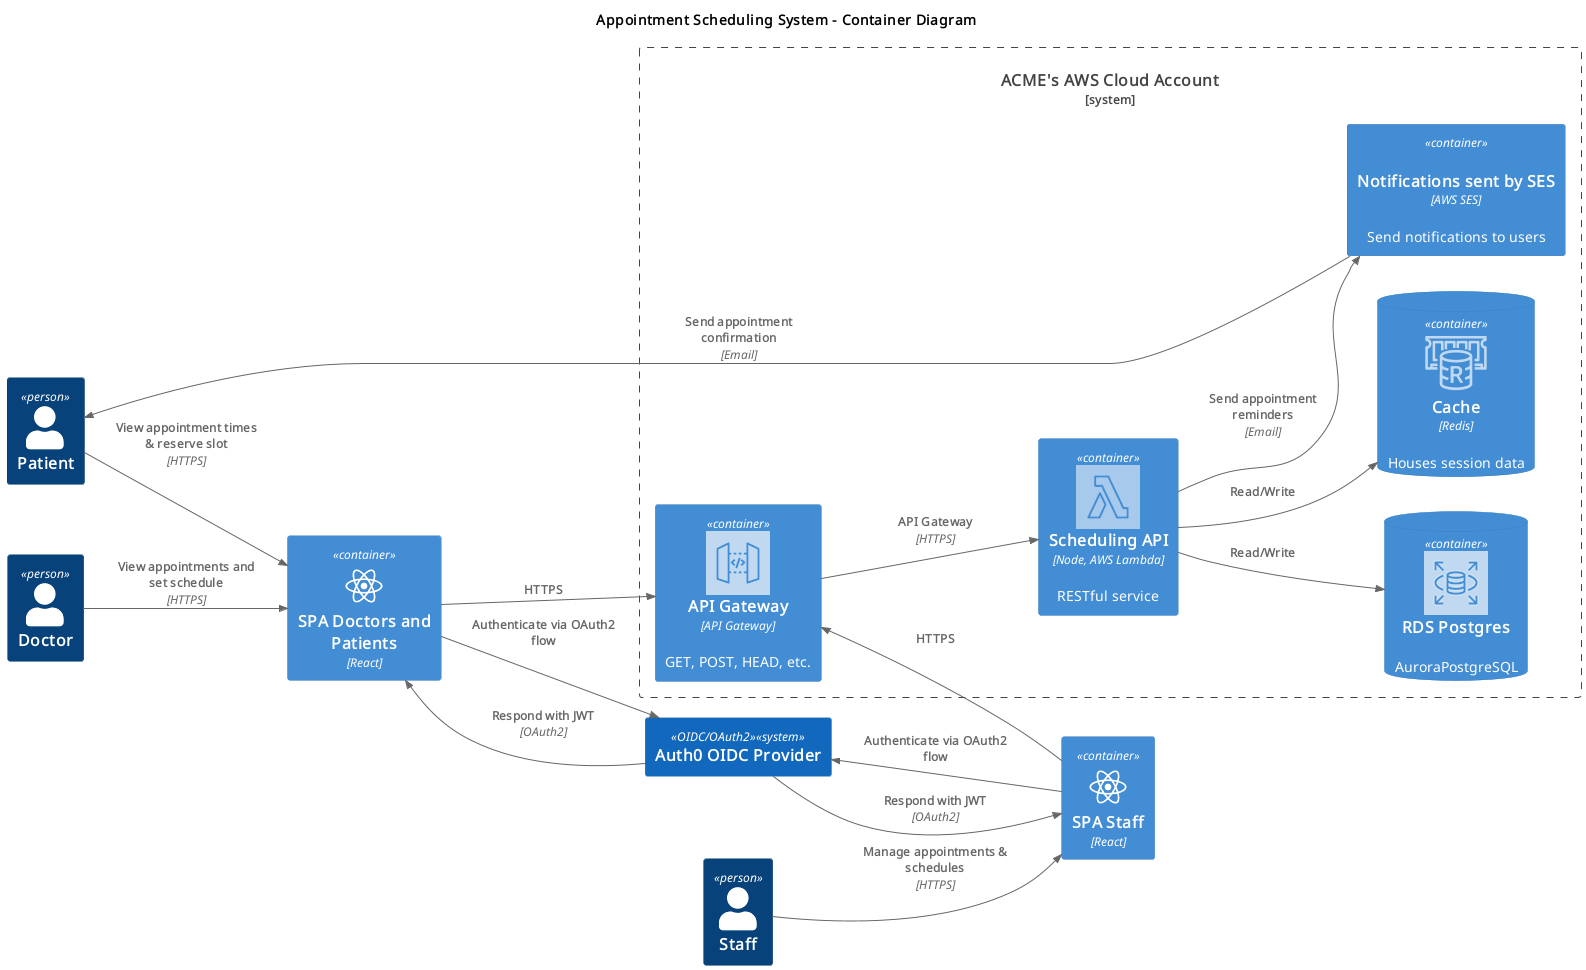 Appointment Scheduling System - Container Diagram
ACME's AWS Cloud Account
[system]
«container»
Notifications sent by SES
[AWS SES]
Send notifications to users
Send appointment
confirmation
[Email]
«container»
R
Cache
[Redis]
Houses session data
Send appointment
reminders
[Email]
«person»
Patient
View appointment times
& reserve slot
[HTTPS]
«container»
Scheduling API
[Node, AWS Lambda]
RESTful service
Read/Write
Read/Write
«container»
API Gateway
[API Gateway]
GET, POST, HEAD, etc.
API Gateway
[HTTPS]
«container»
RDS Postgres
AuroraPostgreSQL
«person»
Doctor
View appointments and
set schedule
[HTTPS]
«container»
SPA Doctors and
Patients
[React]
HTTPS
Authenticate via OAuth2
flow
HTTPS
Respond with JWT
[OAuth2]
«OIDC/OAuth2»«system»
Auth0 OIDC Provider
Authenticate via OAuth2
flow
Respond with JWT
[OAuth2]
«container»
SPA Staff
[React]
Manage appointments &
schedules
[HTTPS]
«person»
Staff